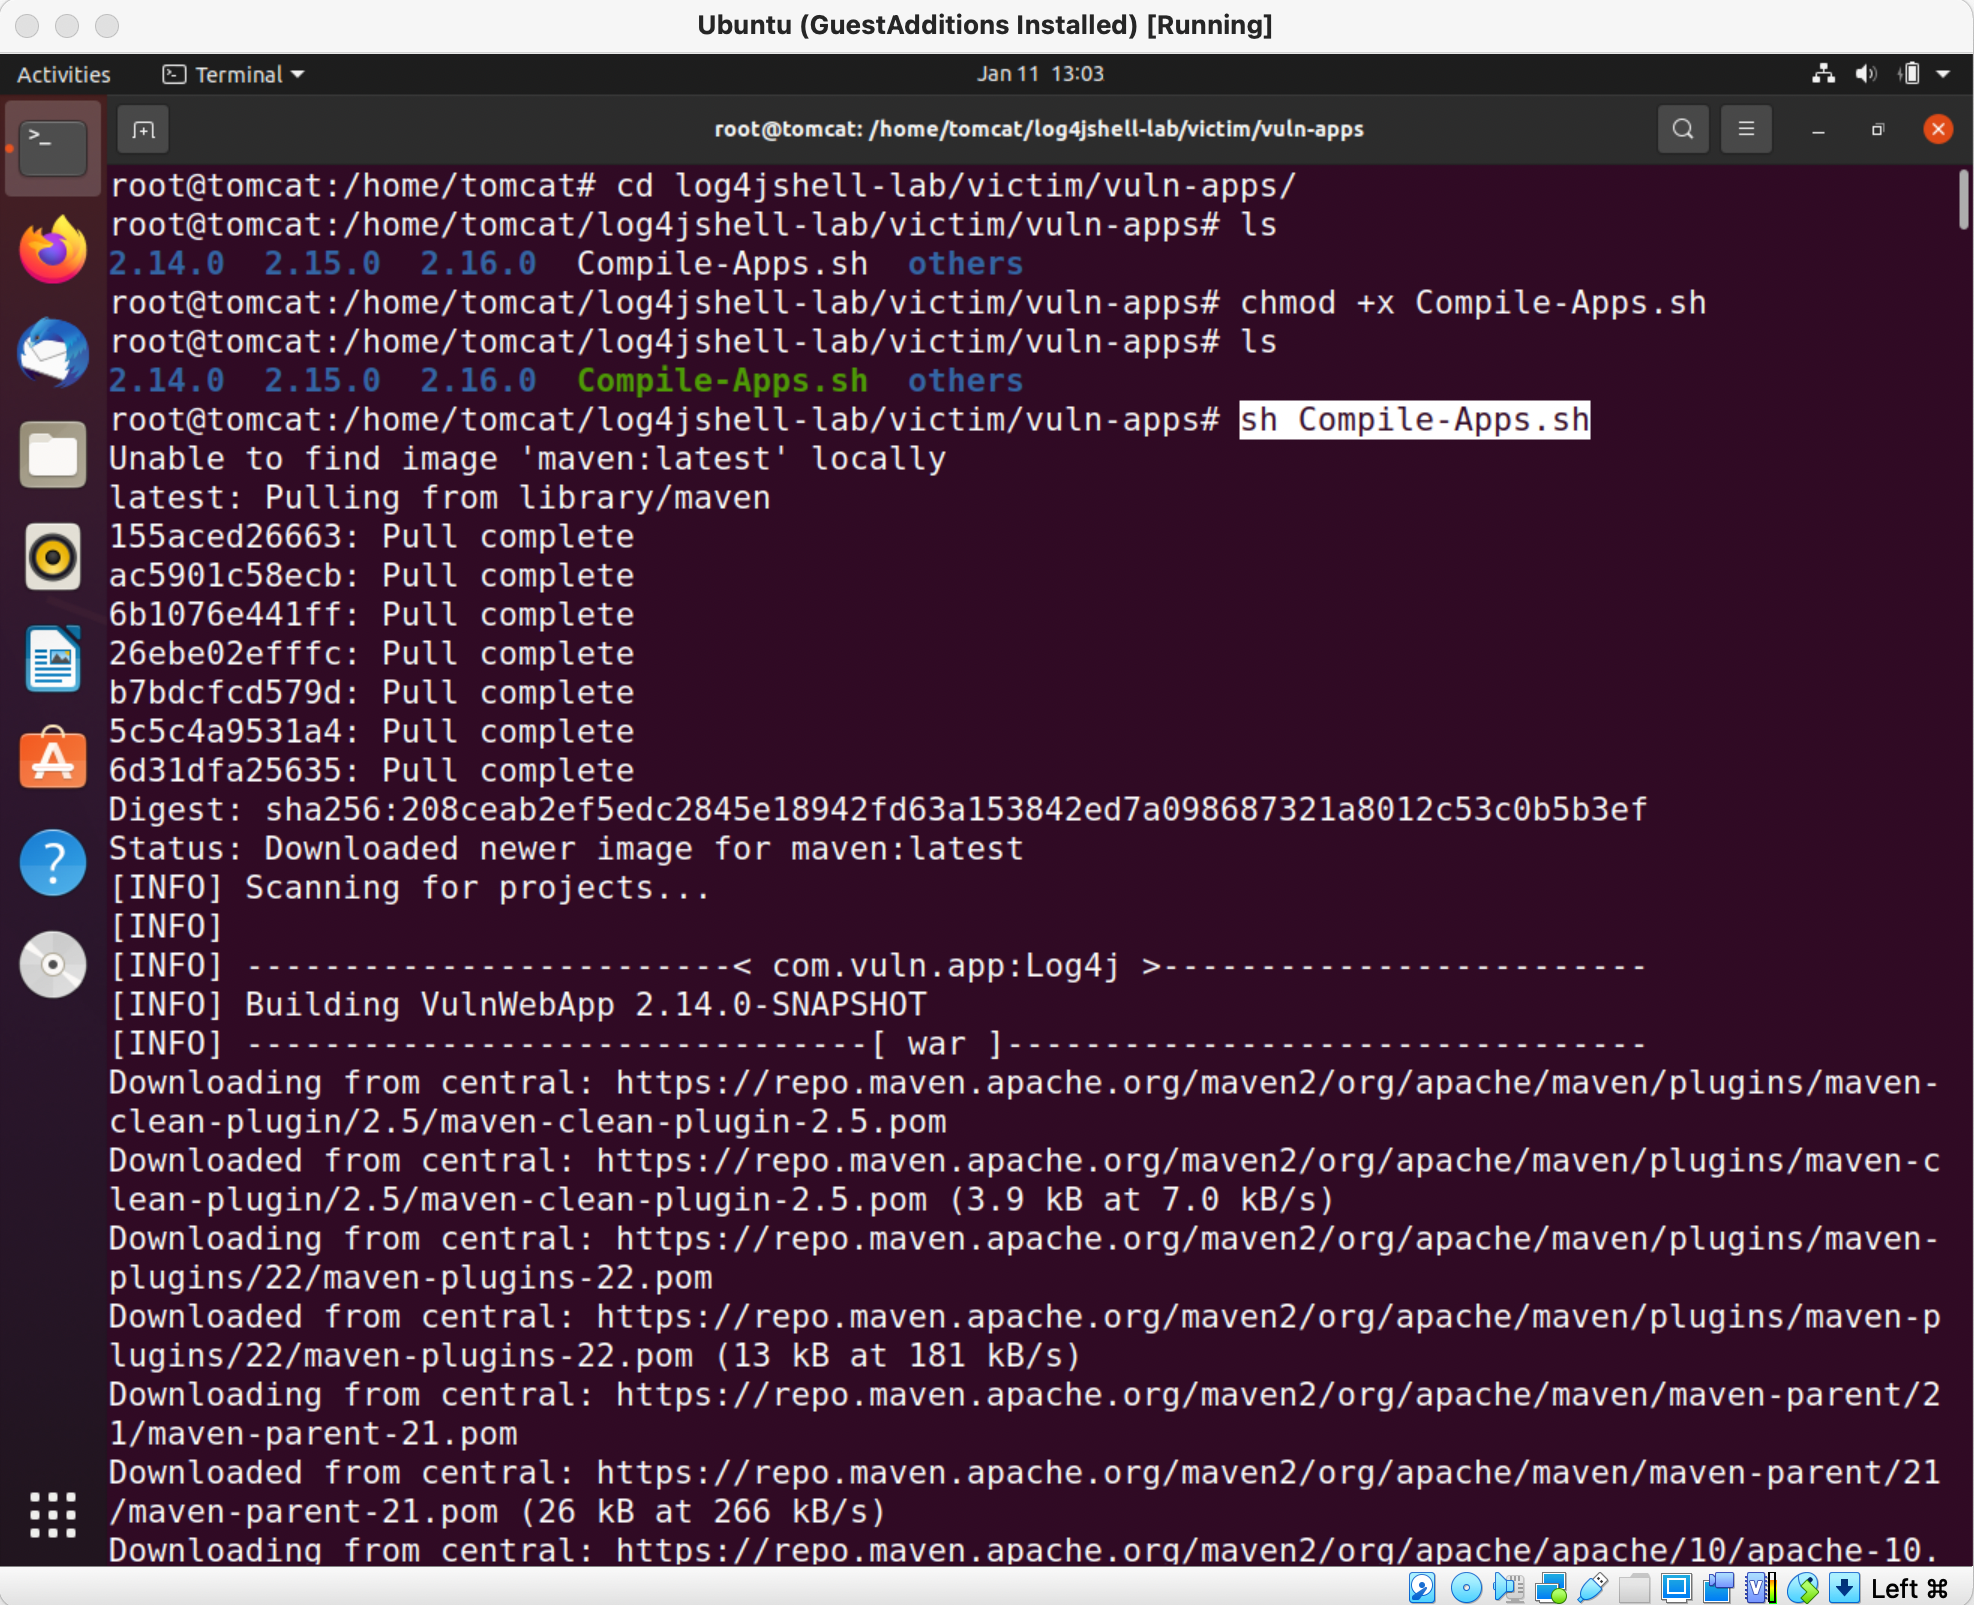 Ubuntu (GuestAdditions Installed) [Running]
Activities Terminal Jan 11 13:03
root@tomcat: /home/tomcat/log4jshell-lab/victim/vuln-apps
root@tomcat:/home/tomcat# cd log4jshell-lab/victim/vuln-apps/
root@tomcat:/home/tomcat/log4jshell-lab/victim/vuln-apps# ls
2.14.0 2.15.0 2.16.0 Compile-Apps.sh others
root@tomcat:/home/tomcat/log4jshell-lab/victim/vuln-apps# chmod +x Compile-Apps.sh
root@tomcat:/home/tomcat/log4jshell-lab/victim/vuln-apps# ls
2.14.0 2.15.0 2.16.0 Compile-Apps.sh others
root@tomcat:/home/tomcat/log4jshell-lab/victim/vuln-apps# sh Compile-Apps.sh
Unable to find image 'maven:latest' locally
latest: Pulling from library/maven
155aced26663: Pull complete
ac5901c58ecb: Pull complete
6b1076e441ff: Pull complete
26ebe02efffc: Pull complete
b7bdcfcd579d: Pull complete
5c5c4a9531a4: Pull complete
6d31dfa25635: Pull complete
Digest: sha256:208ceab2ef5edc2845e18942fd63a153842ed7a098687321a8012c53c0b5b3ef
Status: Downloaded newer image for maven:latest
[INFO] Scanning for projects...
[INFO]
[INFO] -------------------------< com.vuln.app:Log4j >-------------------------
[INFO] Building VulnWebApp 2.14.0-SNAPSHOT
[INFO] --------------------------------[ war ]---------------------------------
Downloading from central: https://repo.maven.apache.org/maven2/org/apache/maven/plugins/maven-
clean-plugin/2.5/maven-clean-plugin-2.5.pom
Downloaded from central: https://repo.maven.apache.org/maven2/org/apache/maven/plugins/maven-c
lean-plugin/2.5/maven-clean-plugin-2.5.pom (3.9 kB at 7.0 kB/s)
Downloading from central: https://repo.maven.apache.org/maven2/org/apache/maven/plugins/maven-
plugins/22/maven-plugins-22.pom
Downloaded from central: https://repo.maven.apache.org/maven2/org/apache/maven/plugins/maven-p
lugins/22/maven-plugins-22.pom (13 kB at 181 kB/s)
Downloading from central: https://repo.maven.apache.org/maven2/org/apache/maven/maven-parent/2
1/maven-parent-21.pom
Downloaded from central: https://repo.maven.apache.org/maven2/org/apache/maven/maven-parent/21
/maven-parent-21.pom (26 kB at 266 kB/s)
Downloading from central: https://repo.maven.apache.org/maven2/org/apache/apache/10/apache-10.
Left ⌘